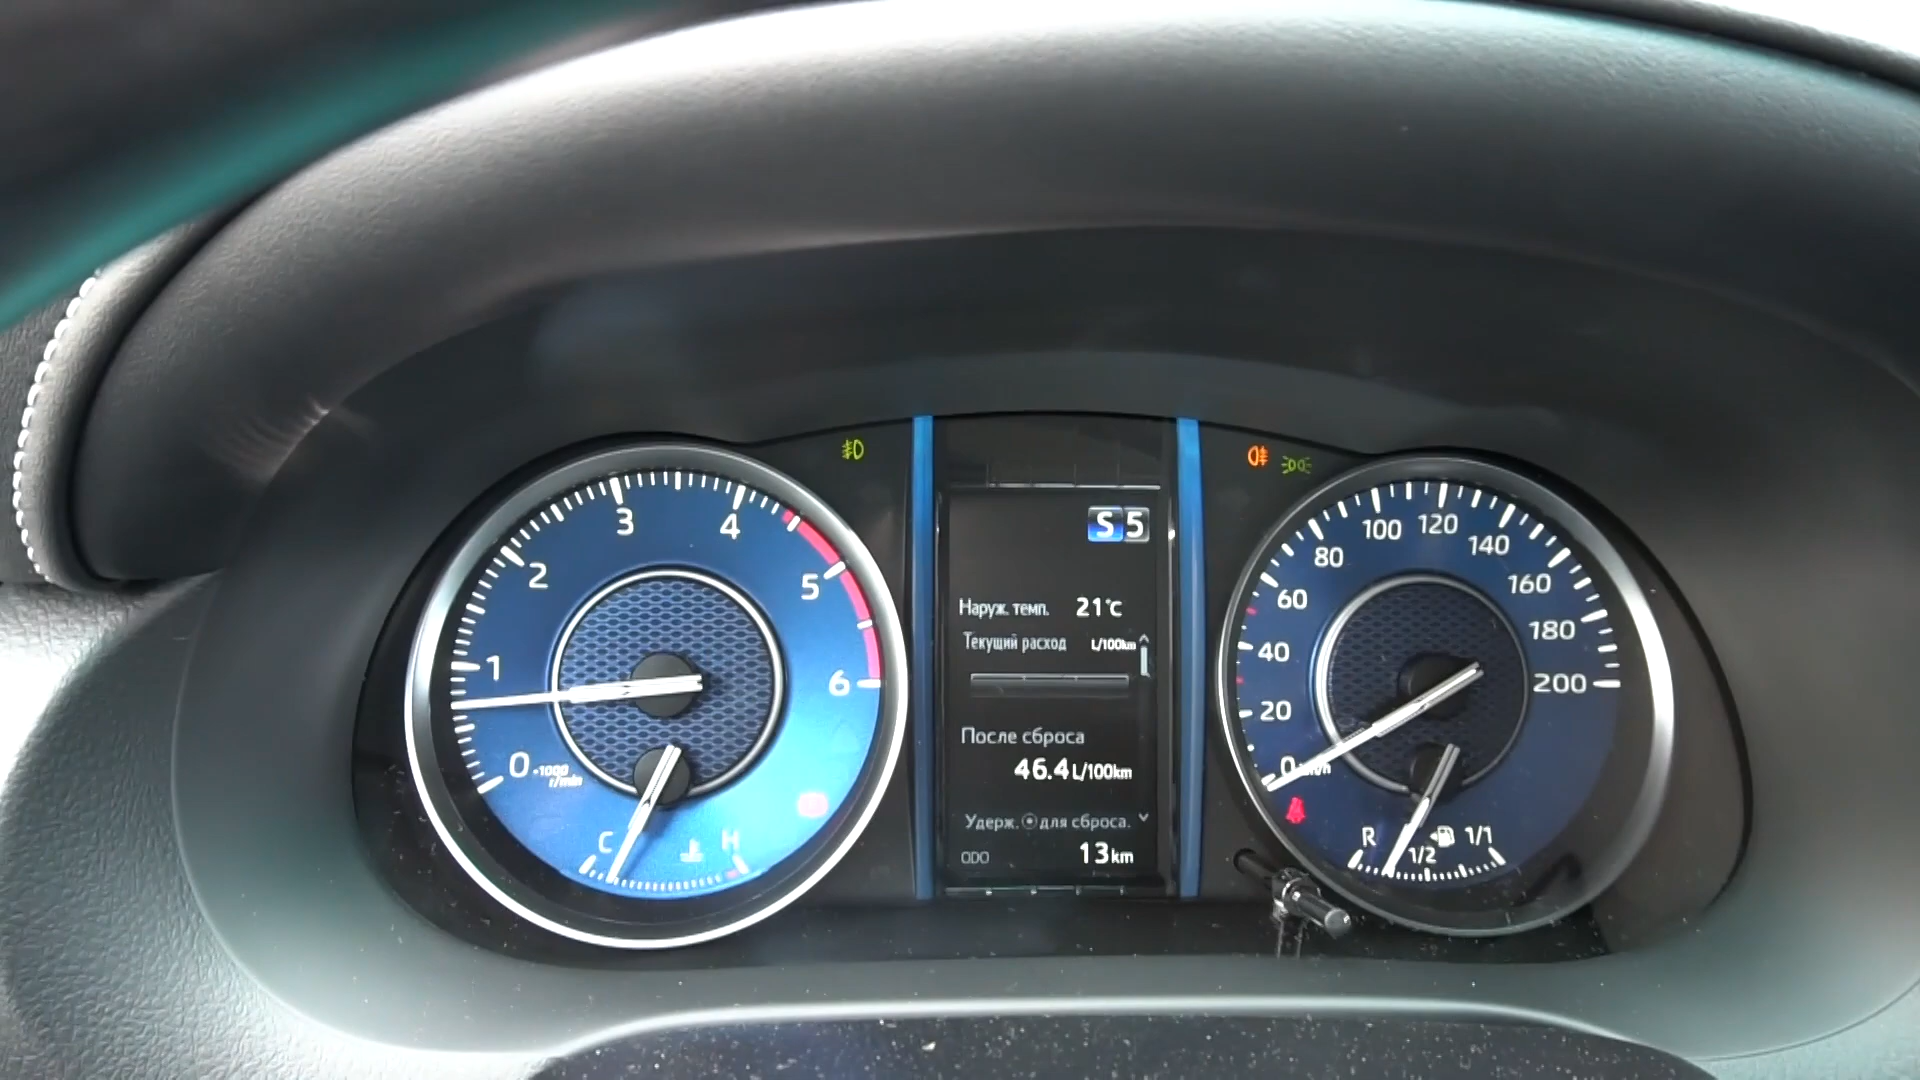 1
2
3
4
5
6
0 ·1000
r/min
C H
S 5
Наруж. темп. 21°C
Текущий расход L/100km
После сброса
46.4 L/100km
Удерж. для сброса.
ODO 13 km
0
20
40
60
80
100
120
140
160
180
200
R 1/2 1/1